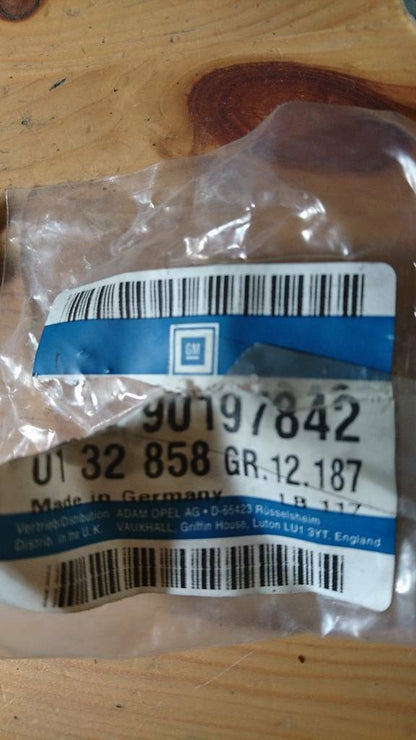 GM
90197842
01 32 858 GR.12.187
Made in Germany
Vertrieb/Distribution ADAM OPEL AG • D-65423 Rüsselsheim
Distrib. in the U.K. VAUXHALL, Griffin House, Luton LU1 3YT. England